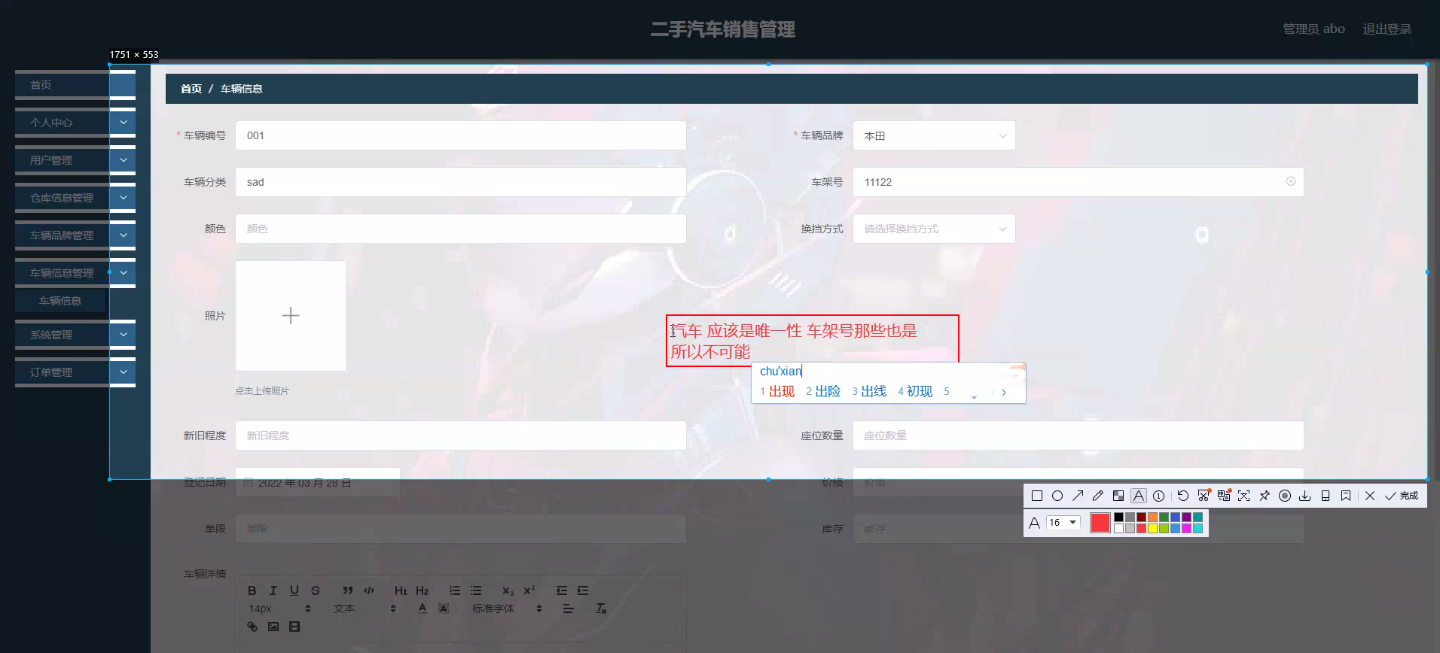 二手汽车销售管理
管理员 abo 退出登录
1751 × 553
首页
个人中心
用户管理
仓库信息管理
车辆品牌管理
车辆信息管理
车辆信息
系统管理
订单管理
首页 / 车辆信息
* 车辆编号 001 * 车辆品牌 本田
车辆分类 sad 车架号 11122
颜色 颜色 换挡方式 请选择换挡方式
照片
点击上传照片
汽车 应该是唯一性 车架号那些也是
所以不可能
chu'xian
1 出现 2 出险 3 出线 4 初现 5
新旧程度 新旧程度 座位数量 座位数量
登记日期 2022 年 03 月 28 日 价格 价格
单限 单限 库存 库存
完成
A 16
车辆详情
B I U S H1 H2 X2 X2
14px 文本 A A 标准字体